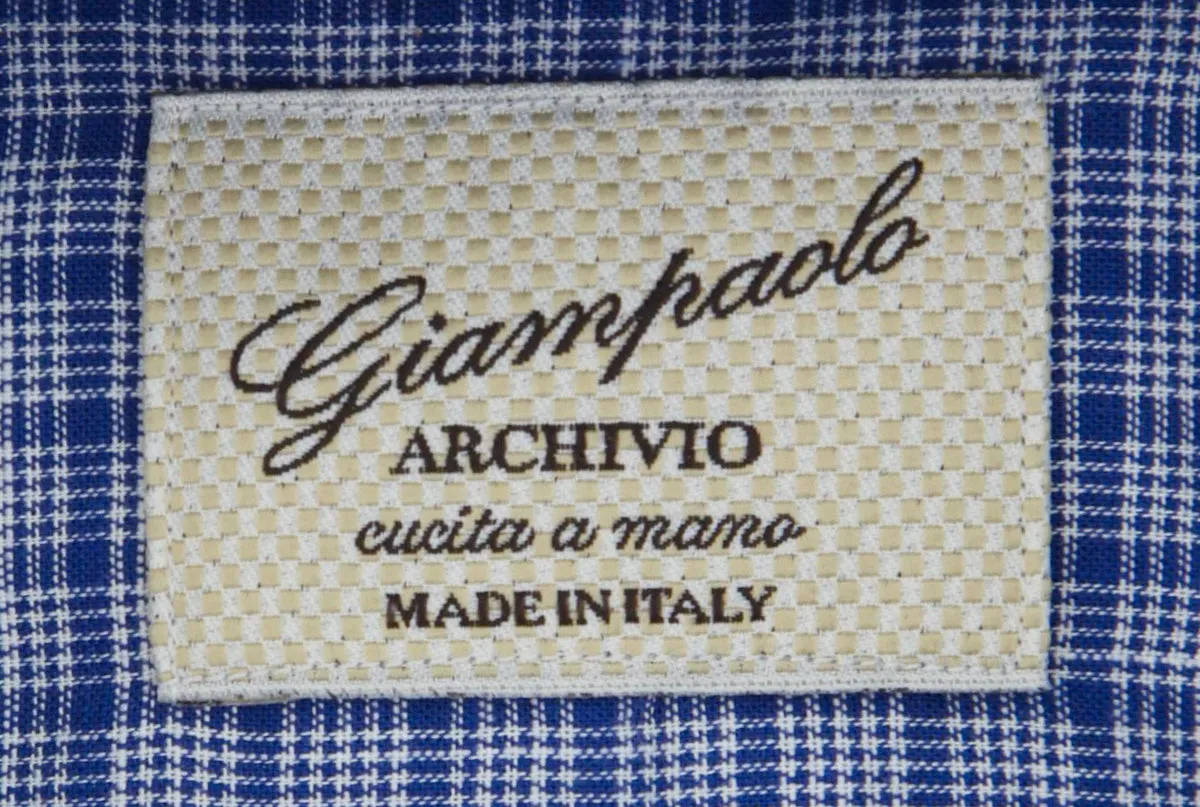 Giampaolo
ARCHIVIO
cucita a mano
MADE IN ITALY